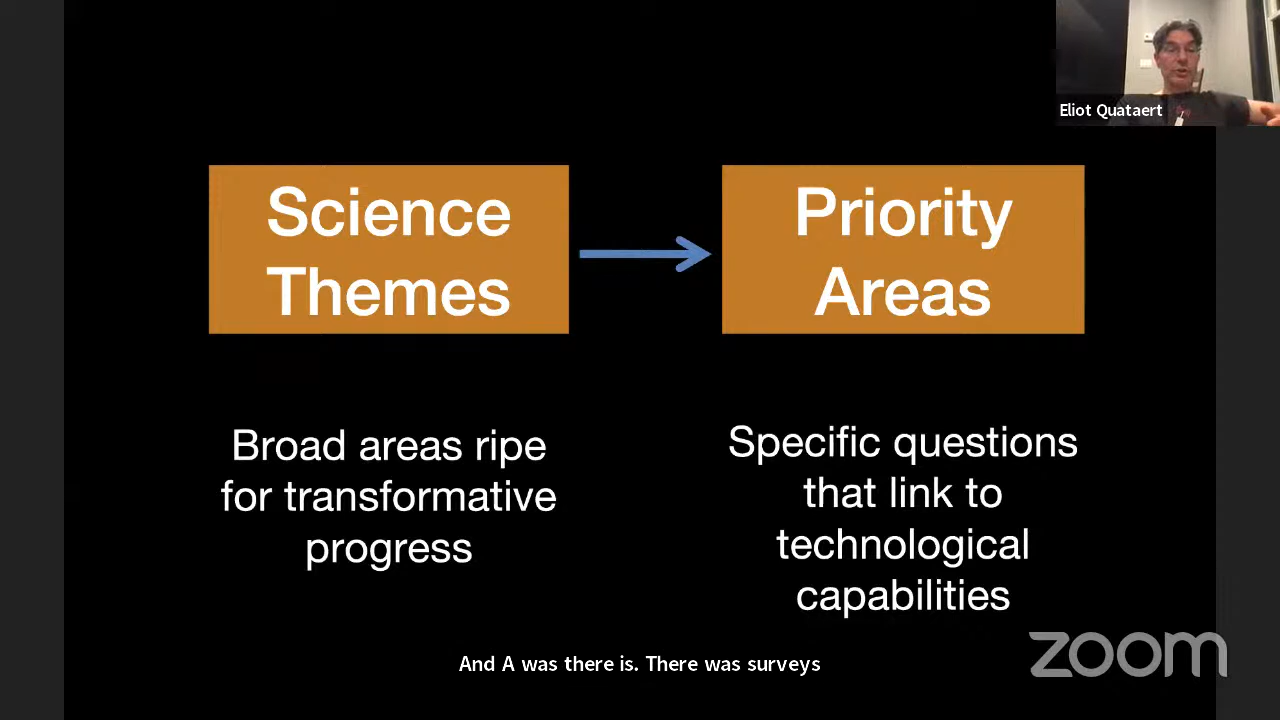 Eliot Quataert
Science
Themes
Priority
Areas
Broad areas ripe
for transformative
progress
Specific questions
that link to
technological
capabilities
And A was there is. There was surveys
zoom